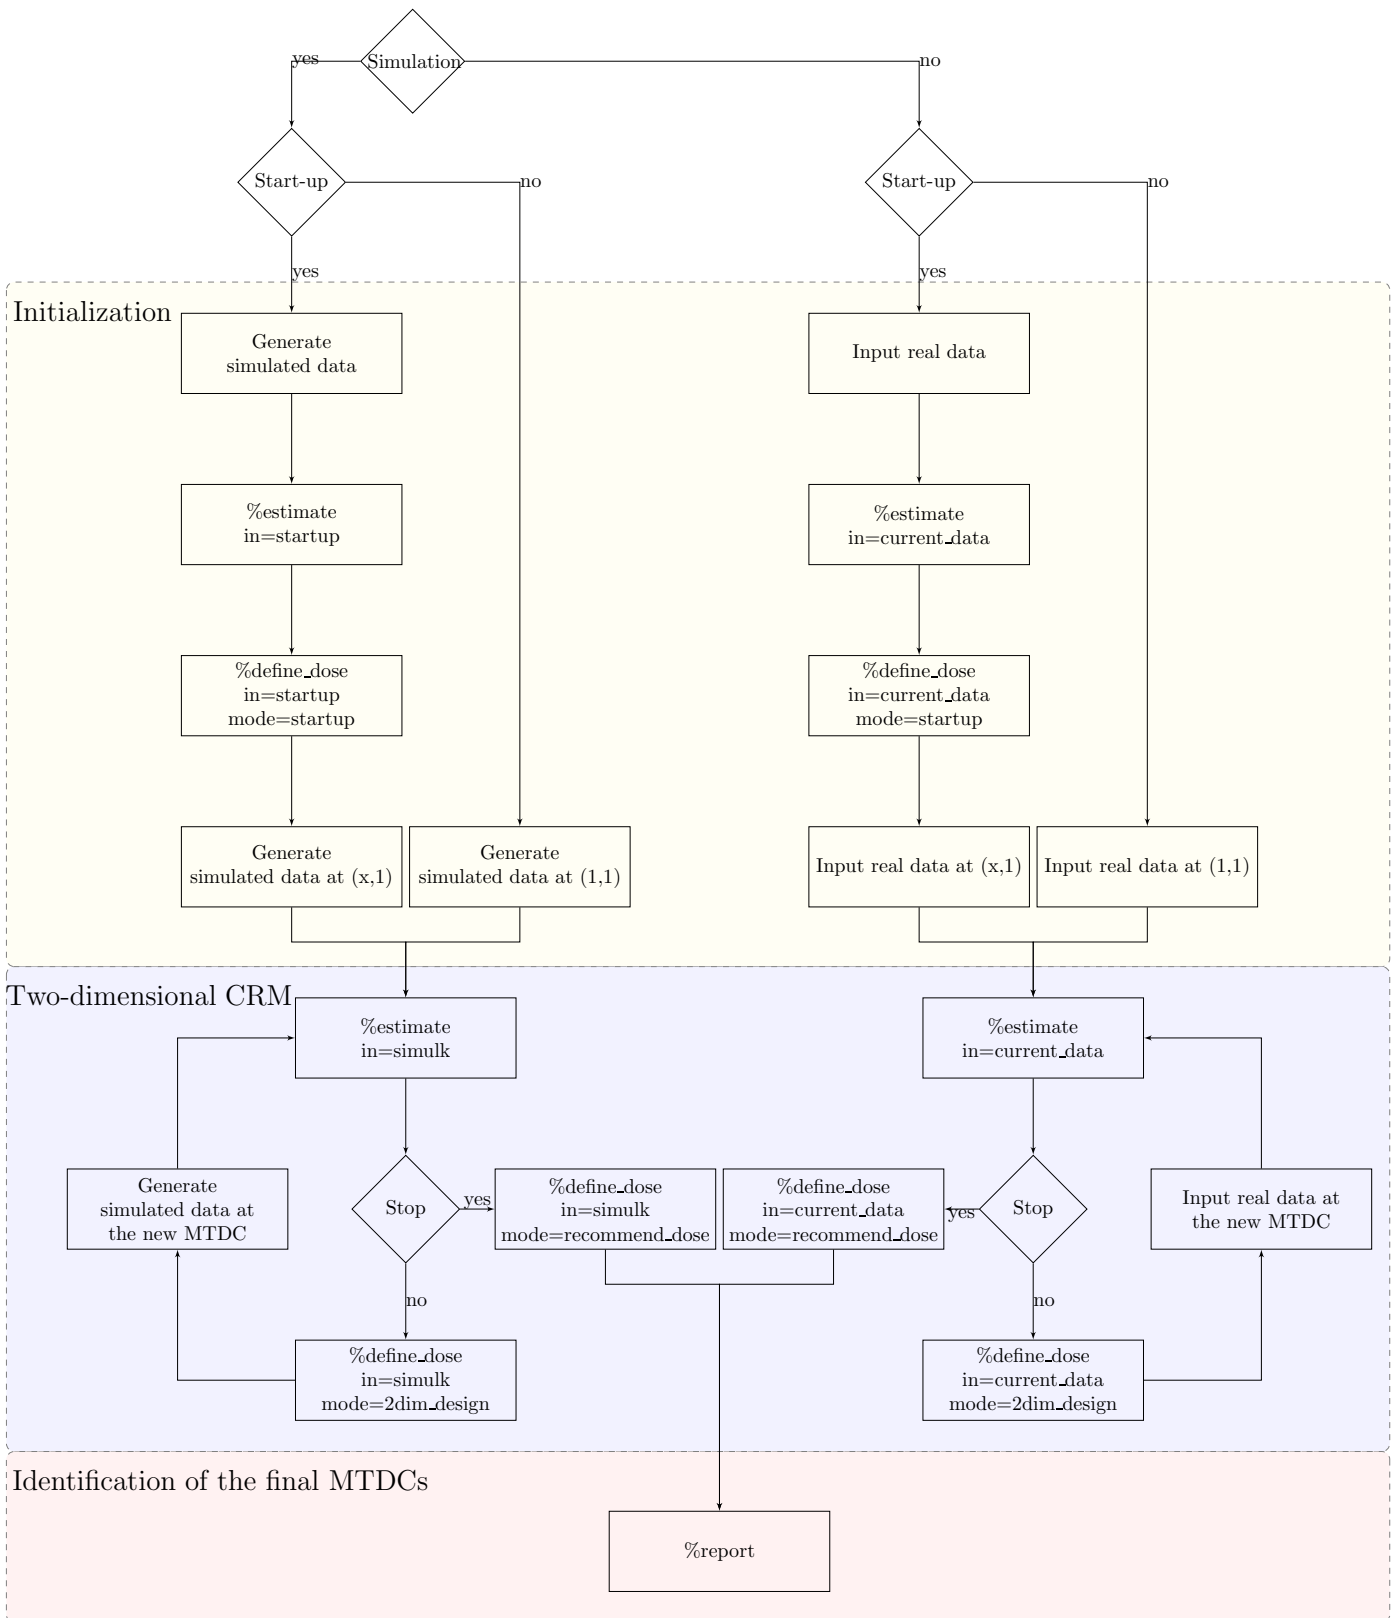 Simulation
yes
no
Start-up
no
Start-up
no
yes
yes
Initialization
Generate
simulated data
Input real data
%estimate
in=startup
%estimate
in=current_data
%define_dose
in=startup
mode=startup
%define_dose
in=current_data
mode=startup
Generate
simulated data at (x,1)
Generate
simulated data at (1,1)
Input real data at (x,1)
Input real data at (1,1)
Two-dimensional CRM
%estimate
in=simulk
%estimate
in=current_data
Generate
simulated data at
the new MTDC
Stop
yes
%define_dose
in=simulk
mode=recommend_dose
%define_dose
in=current_data
mode=recommend_dose
yes
Stop
Input real data at
the new MTDC
no
no
%define_dose
in=simulk
mode=2dim_design
%define_dose
in=current_data
mode=2dim_design
Identification of the final MTDCs
%report